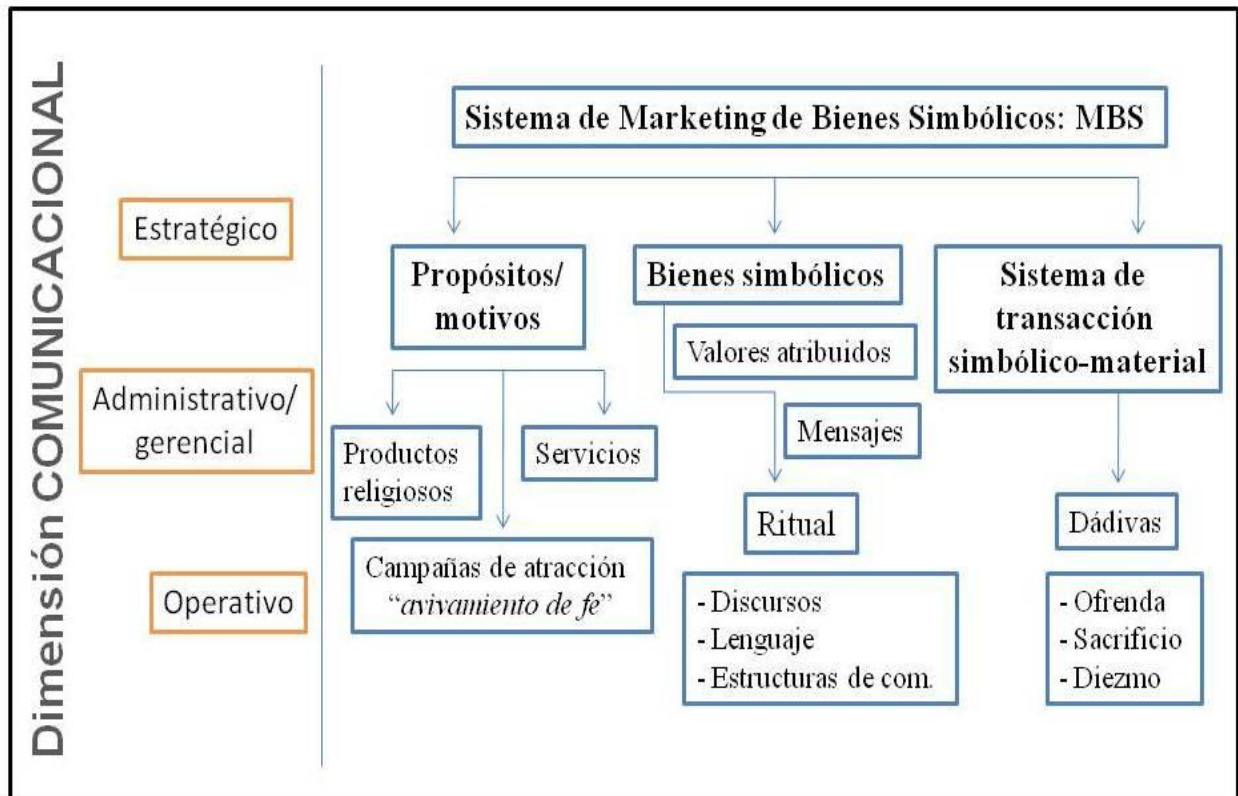 Dimensión COMUNICACIONAL
Estratégico
Administrativo/
gerencial
Operativo
Sistema de Marketing de Bienes Simbólicos: MBS
Propósitos/
motivos
Productos
religiosos
Servicios
Campañas de atracción
“avivamiento de fe”
Bienes simbólicos
Valores atribuidos
Mensajes
Ritual
- Discursos
- Lenguaje
- Estructuras de com.
Sistema de
transacción
simbólico-material
Dádivas
- Ofrenda
- Sacrificio
- Diezmo